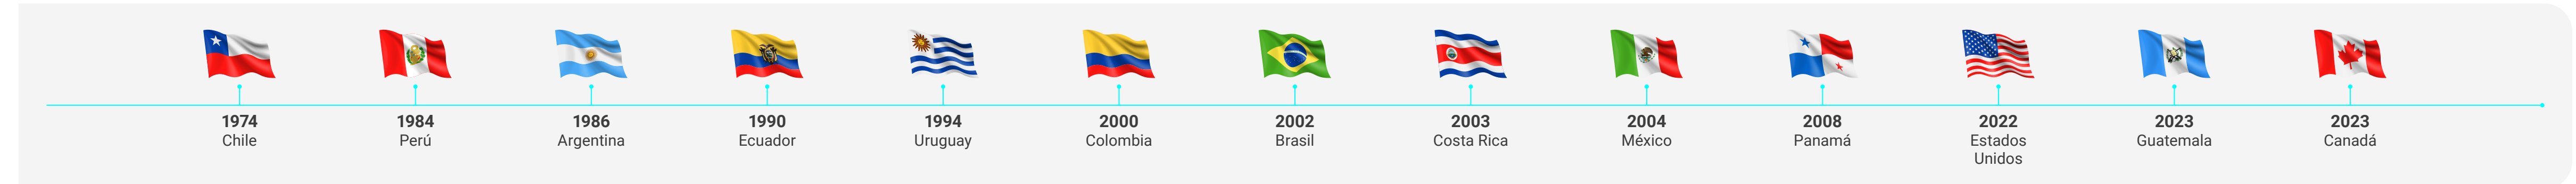 1974
Chile
1984
Perú
1986
Argentina
1990
Ecuador
1994
Uruguay
2000
Colombia
2002
Brasil
2003
Costa Rica
2004
México
2008
Panamá
2022
Estados
Unidos
2023
Guatemala
2023
Canadá